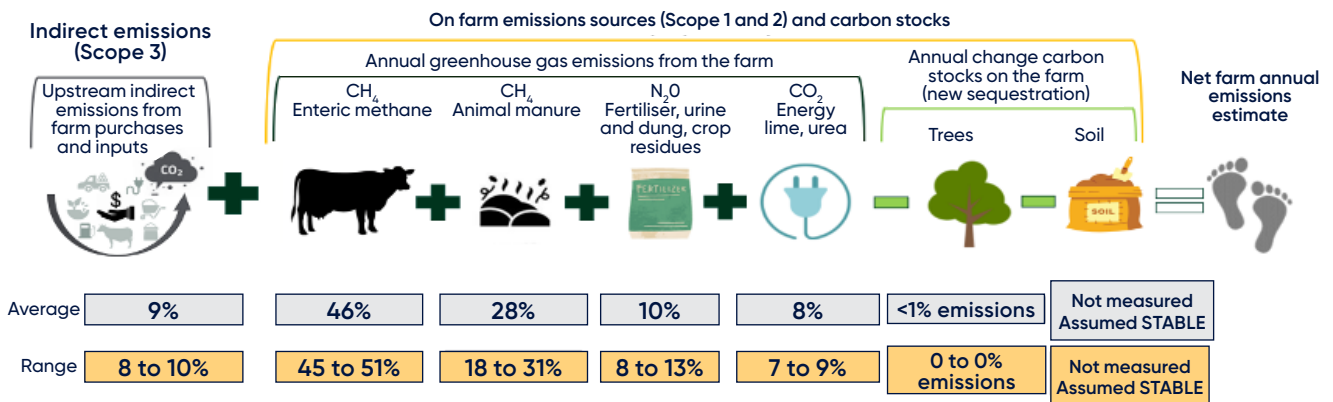 On farm emissions sources (Scope 1 and 2) and carbon stocks
Indirect emissions
(Scope 3)
Upstream indirect
emissions from
farm purchases
and inputs
CO₂
$
Annual greenhouse gas emissions from the farm
CH₄
Enteric methane
CH₄
Animal manure
N₂0
Fertiliser, urine
and dung, crop
residues
CO₂
Energy
lime, urea
Annual change carbon
stocks on the farm
(new sequestration)
Trees
Soil
Net farm annual
emissions
estimate
FERTILIZER
SOIL
Average
9%
46%
28%
10%
8%
<1% emissions
Not measured
Assumed STABLE
Range
8 to 10%
45 to 51%
18 to 31%
8 to 13%
7 to 9%
0 to 0%
emissions
Not measured
Assumed STABLE